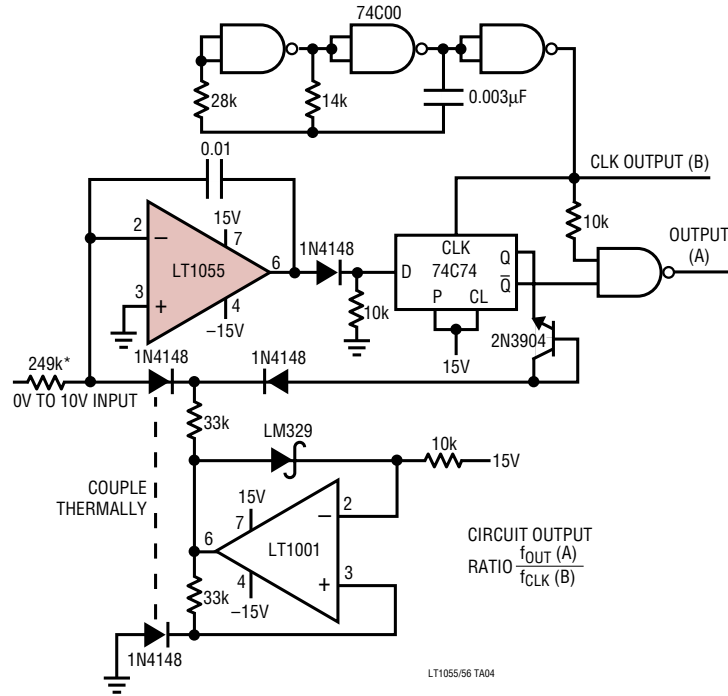 74C00
28k
14k
0.003µF
0.01
CLK OUTPUT (B)
10k
OUTPUT
(A)
2
–
15V
7
LT1055
6
3
+
4
–15V
1N4148
10k
D
CLK
74C74
Q
Q
P
CL
15V
2N3904
249k*
0V TO 10V INPUT
1N4148
1N4148
33k
LM329
10k
15V
COUPLE
THERMALLY
15V
7
2
–
6
LT1001
3
+
4
–15V
33k
1N4148
CIRCUIT OUTPUT
RATIO fOUT (A)
fCLK (B)
LT1055/56 TA04